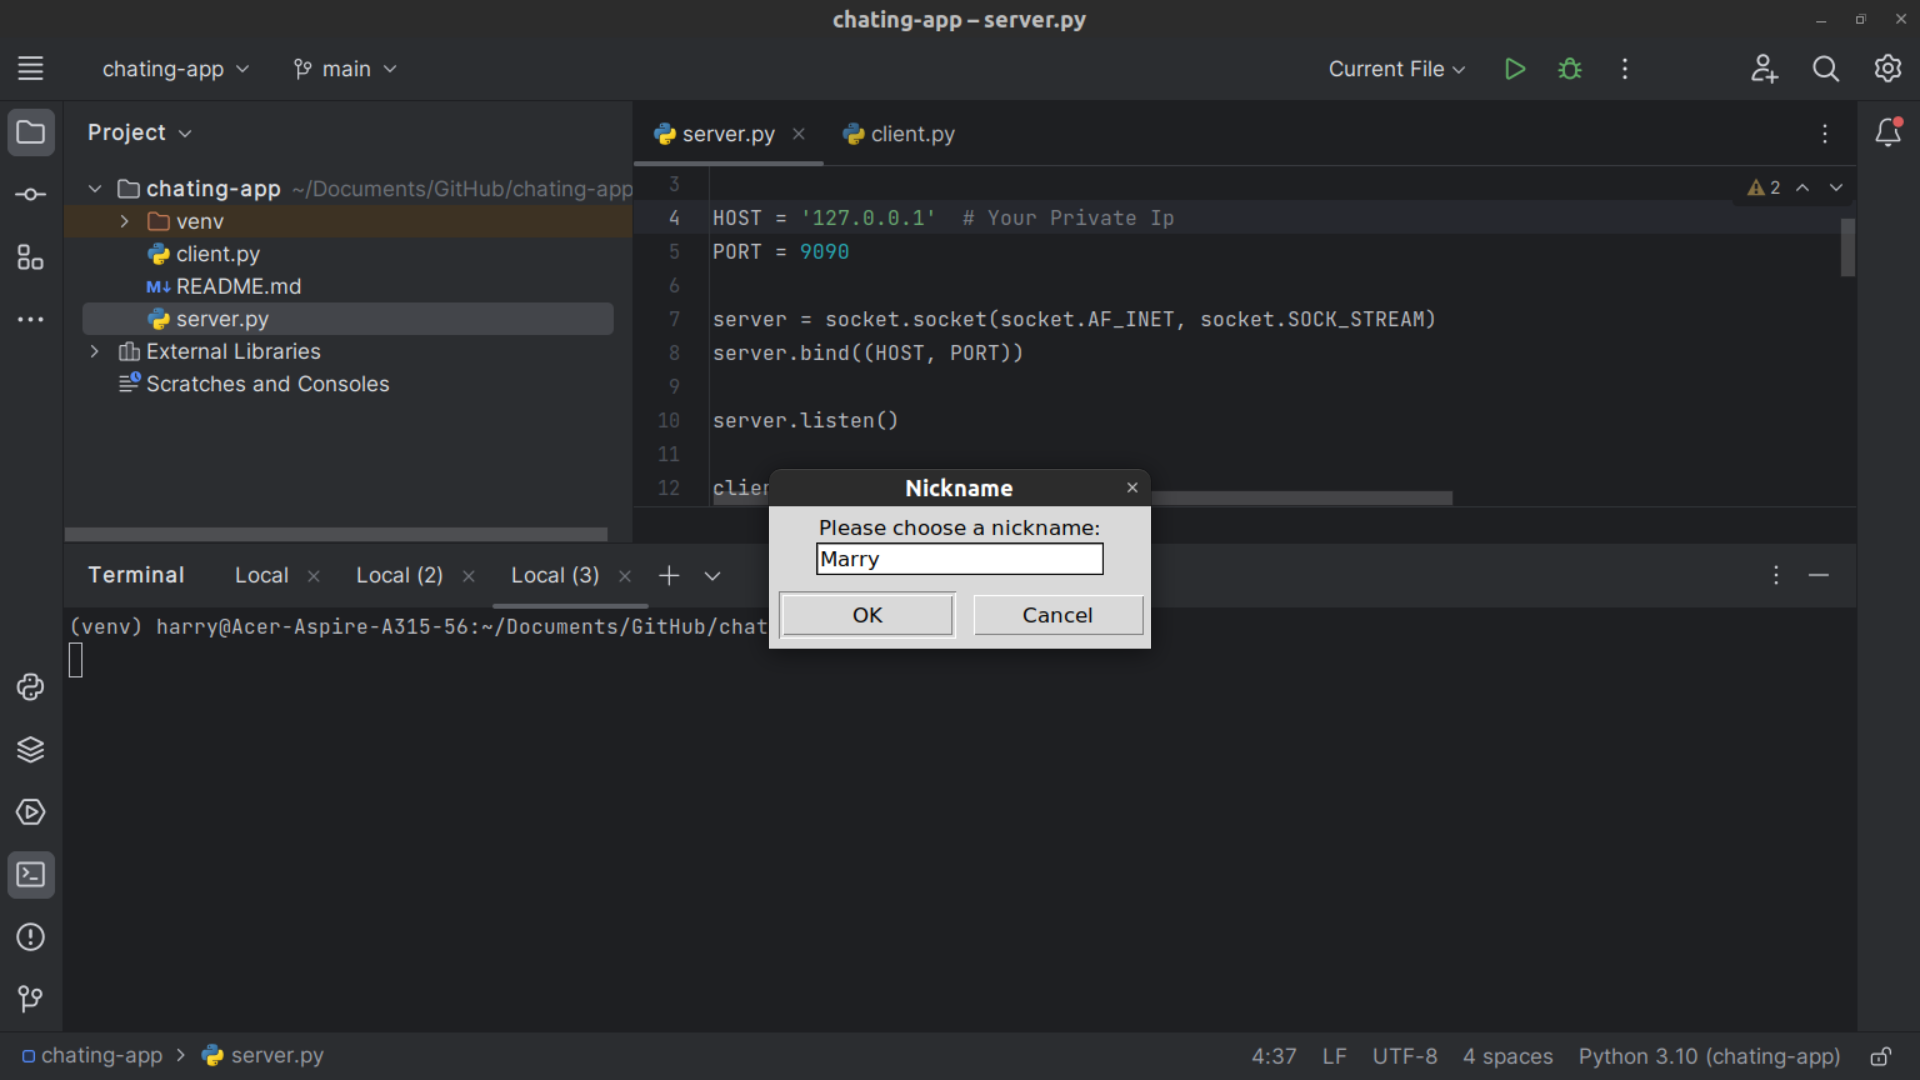 chating-app – server.py
chating-app
main
Current File
Project
server.py
client.py
chating-app ~/Documents/GitHub/chating-app
venv
client.py
README.md
server.py
External Libraries
Scratches and Consoles
2
3
4 HOST = '127.0.0.1'  # Your Private Ip
5 PORT = 9090
6
7 server = socket.socket(socket.AF_INET, socket.SOCK_STREAM)
8 server.bind((HOST, PORT))
9
10 server.listen()
11
12 clien
Nickname
Please choose a nickname:
Marry
OK Cancel
Terminal Local Local (2) Local (3)
(venv) harry@Acer-Aspire-A315-56:~/Documents/GitHub/chat
chating-app
server.py
4:37 LF UTF-8 4 spaces Python 3.10 (chating-app)